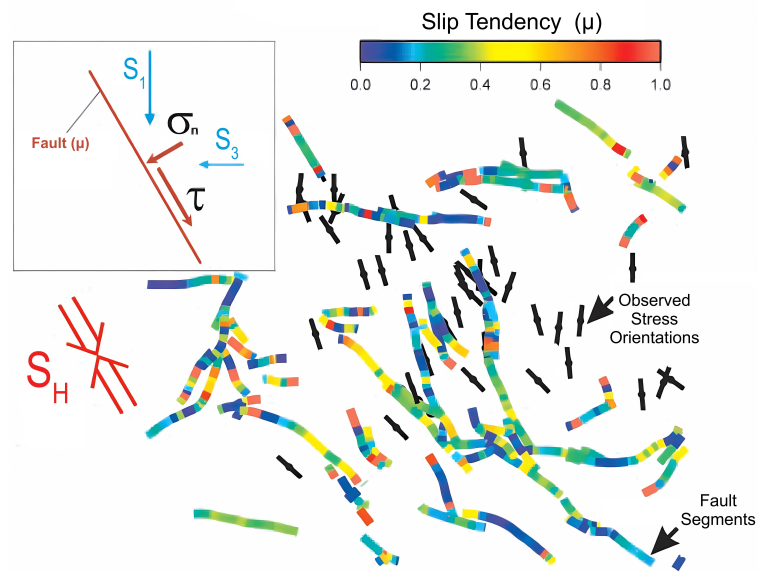 Slip Tendency (μ)
0.0 0.2 0.4 0.6 0.8 1.0
S1
σn
Fault (μ)
S3
τ
Observed
Stress
Orientations
SH
Fault
Segments